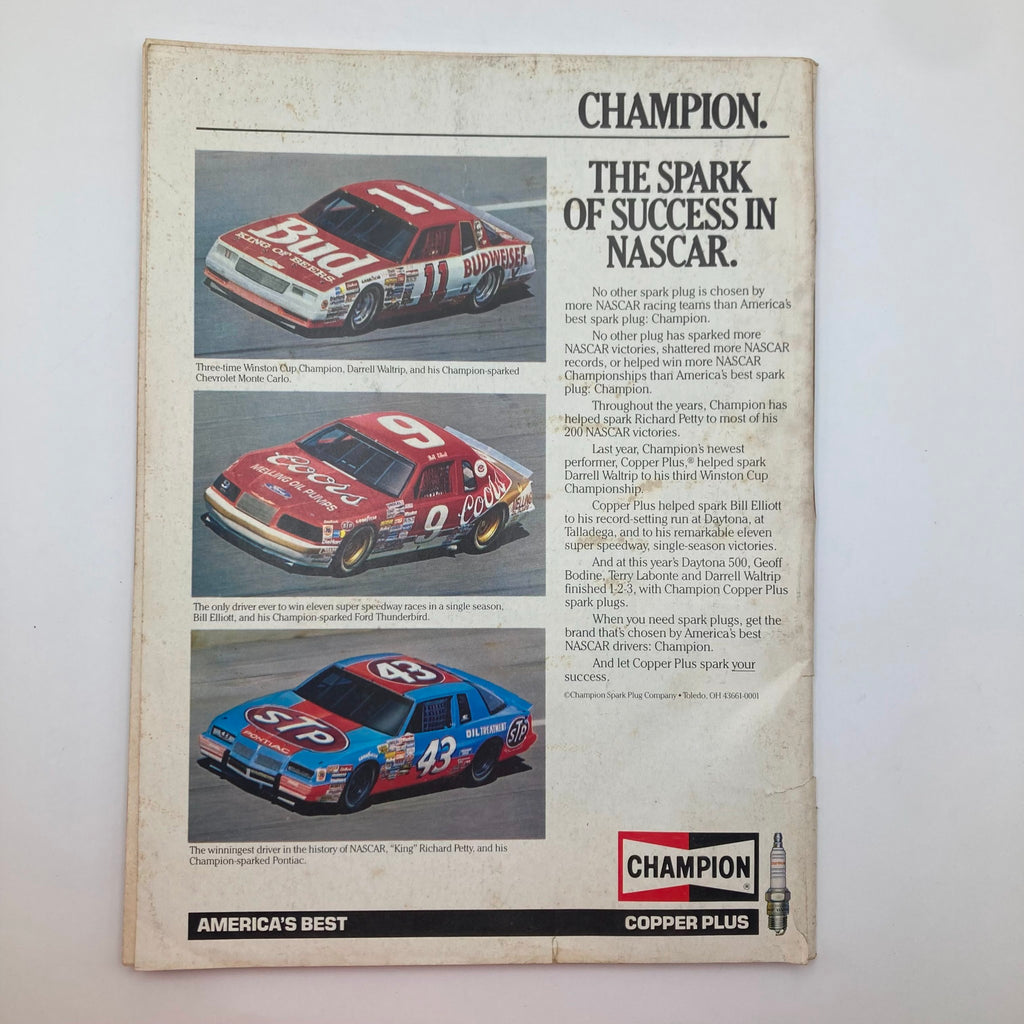 CHAMPION.
THE SPARK
OF SUCCESS IN
NASCAR.
No other spark plug is chosen by
more NASCAR racing teams than America's
best spark plug: Champion.
No other plug has sparked more
NASCAR victories, shattered more NASCAR
records, or helped win more NASCAR
Championships than America's best spark
plug: Champion.
Throughout the years, Champion has
helped spark Richard Petty to most of his
200 NASCAR victories.
Last year, Champion's newest
performer, Copper Plus,® helped spark
Darrell Waltrip to his third Winston Cup
Championship.
Copper Plus helped spark Bill Elliott
to his record-setting run at Daytona, at
Talladega, and to his remarkable eleven
super speedway, single-season victories.
And at this year's Daytona 500, Geoff
Bodine, Terry Labonte and Darrell Waltrip
finished 1-2-3, with Champion Copper Plus
spark plugs.
When you need spark plugs, get the
brand that's chosen by America's best
NASCAR drivers: Champion.
And let Copper Plus spark your
success.
©Champion Spark Plug Company • Toledo, OH 43661-0001
11
Bud
KING OF BEERS
11
BUDWEISER
Three-time Winston Cup Champion, Darrell Waltrip, and his Champion-sparked
Chevrolet Monte Carlo.
9
Coors
MELLING OIL PUMPS
Ford
9
Coors
The only driver ever to win eleven super speedway races in a single season,
Bill Elliott, and his Champion-sparked Ford Thunderbird.
43
STP
PONTIAC
43
OIL TREATMENT
STP
The winningest driver in the history of NASCAR, "King" Richard Petty, and his
Champion-sparked Pontiac.
CHAMPION
®
AMERICA'S BEST
COPPER PLUS